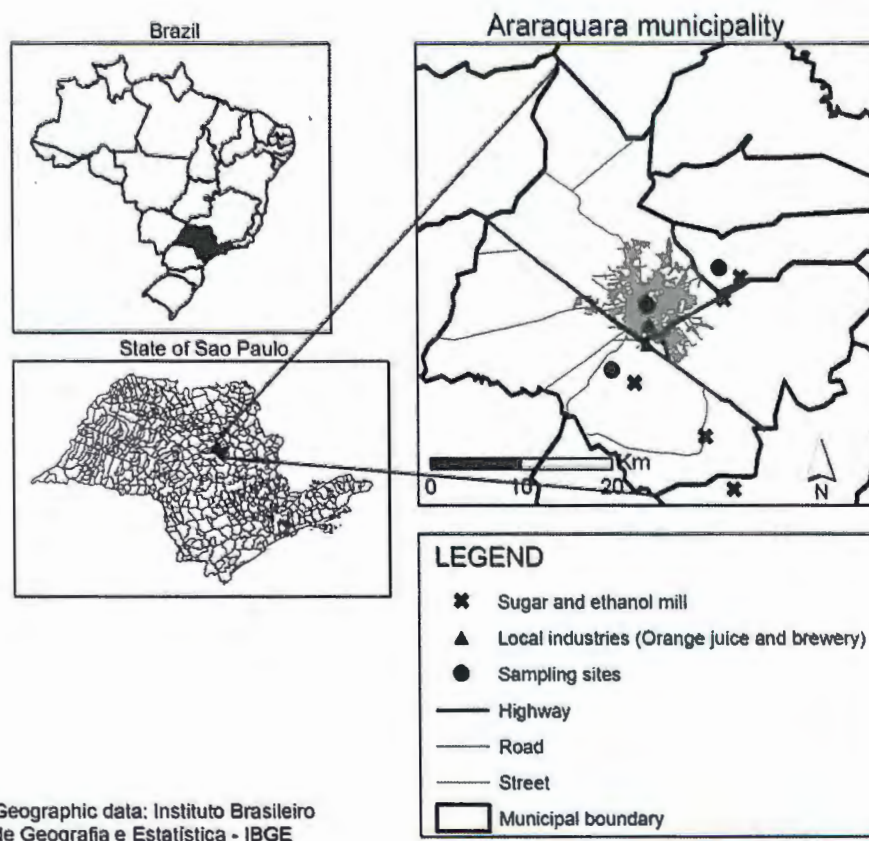 Brazil
Araraquara municipality
State of Sao Paulo
Km
0 10 20
N
LEGEND
Sugar and ethanol mill
Local industries (Orange juice and brewery)
Sampling sites
Highway
Road
Street
Municipal boundary
Geographic data: Instituto Brasileiro
de Geografia e Estatística - IBGE